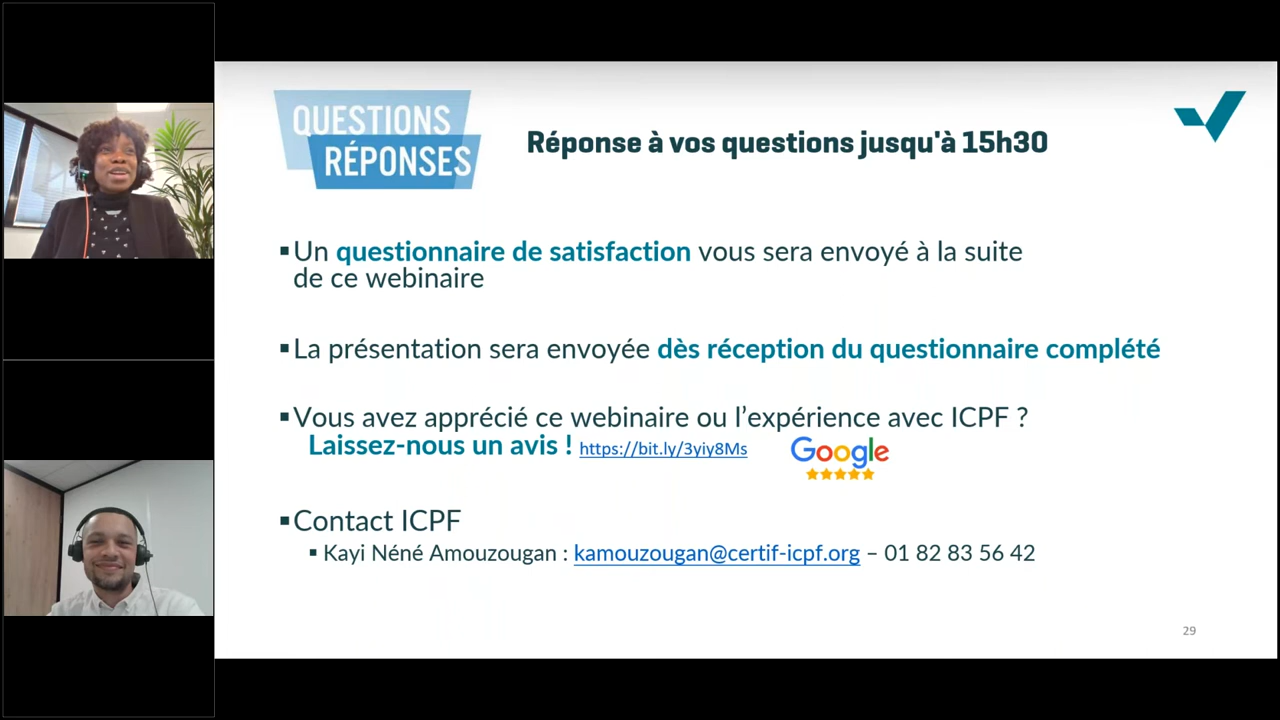 QUESTIONS
RÉPONSES
Réponse à vos questions jusqu'à 15h30
▪Un questionnaire de satisfaction vous sera envoyé à la suite
de ce webinaire
▪La présentation sera envoyée dès réception du questionnaire complété
▪Vous avez apprécié ce webinaire ou l’expérience avec ICPF ?
Laissez-nous un avis ! https://bit.ly/3yiy8Ms
Google
▪Contact ICPF
▪ Kayi Néné Amouzougan : kamouzougan@certif-icpf.org – 01 82 83 56 42
29